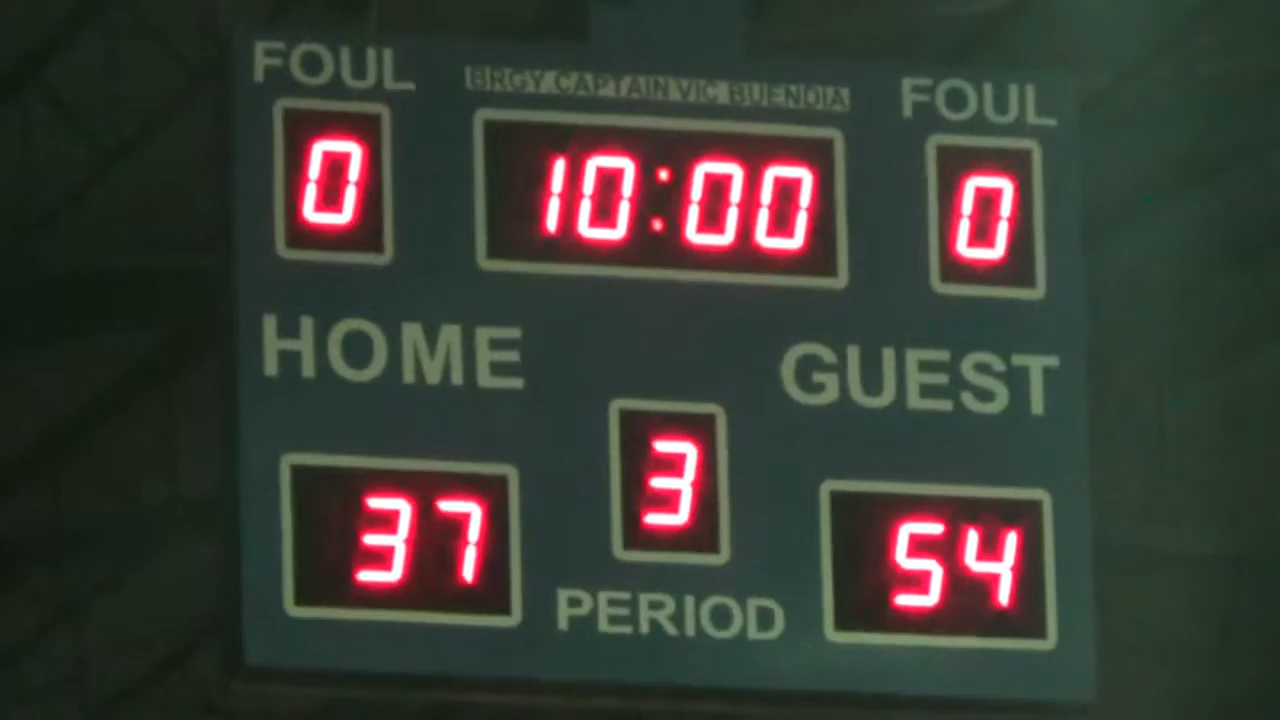 FOUL BRGY CAPTAIN VIC BUENDIA FOUL
0 10:00 0
HOME GUEST
3
37 54
PERIOD